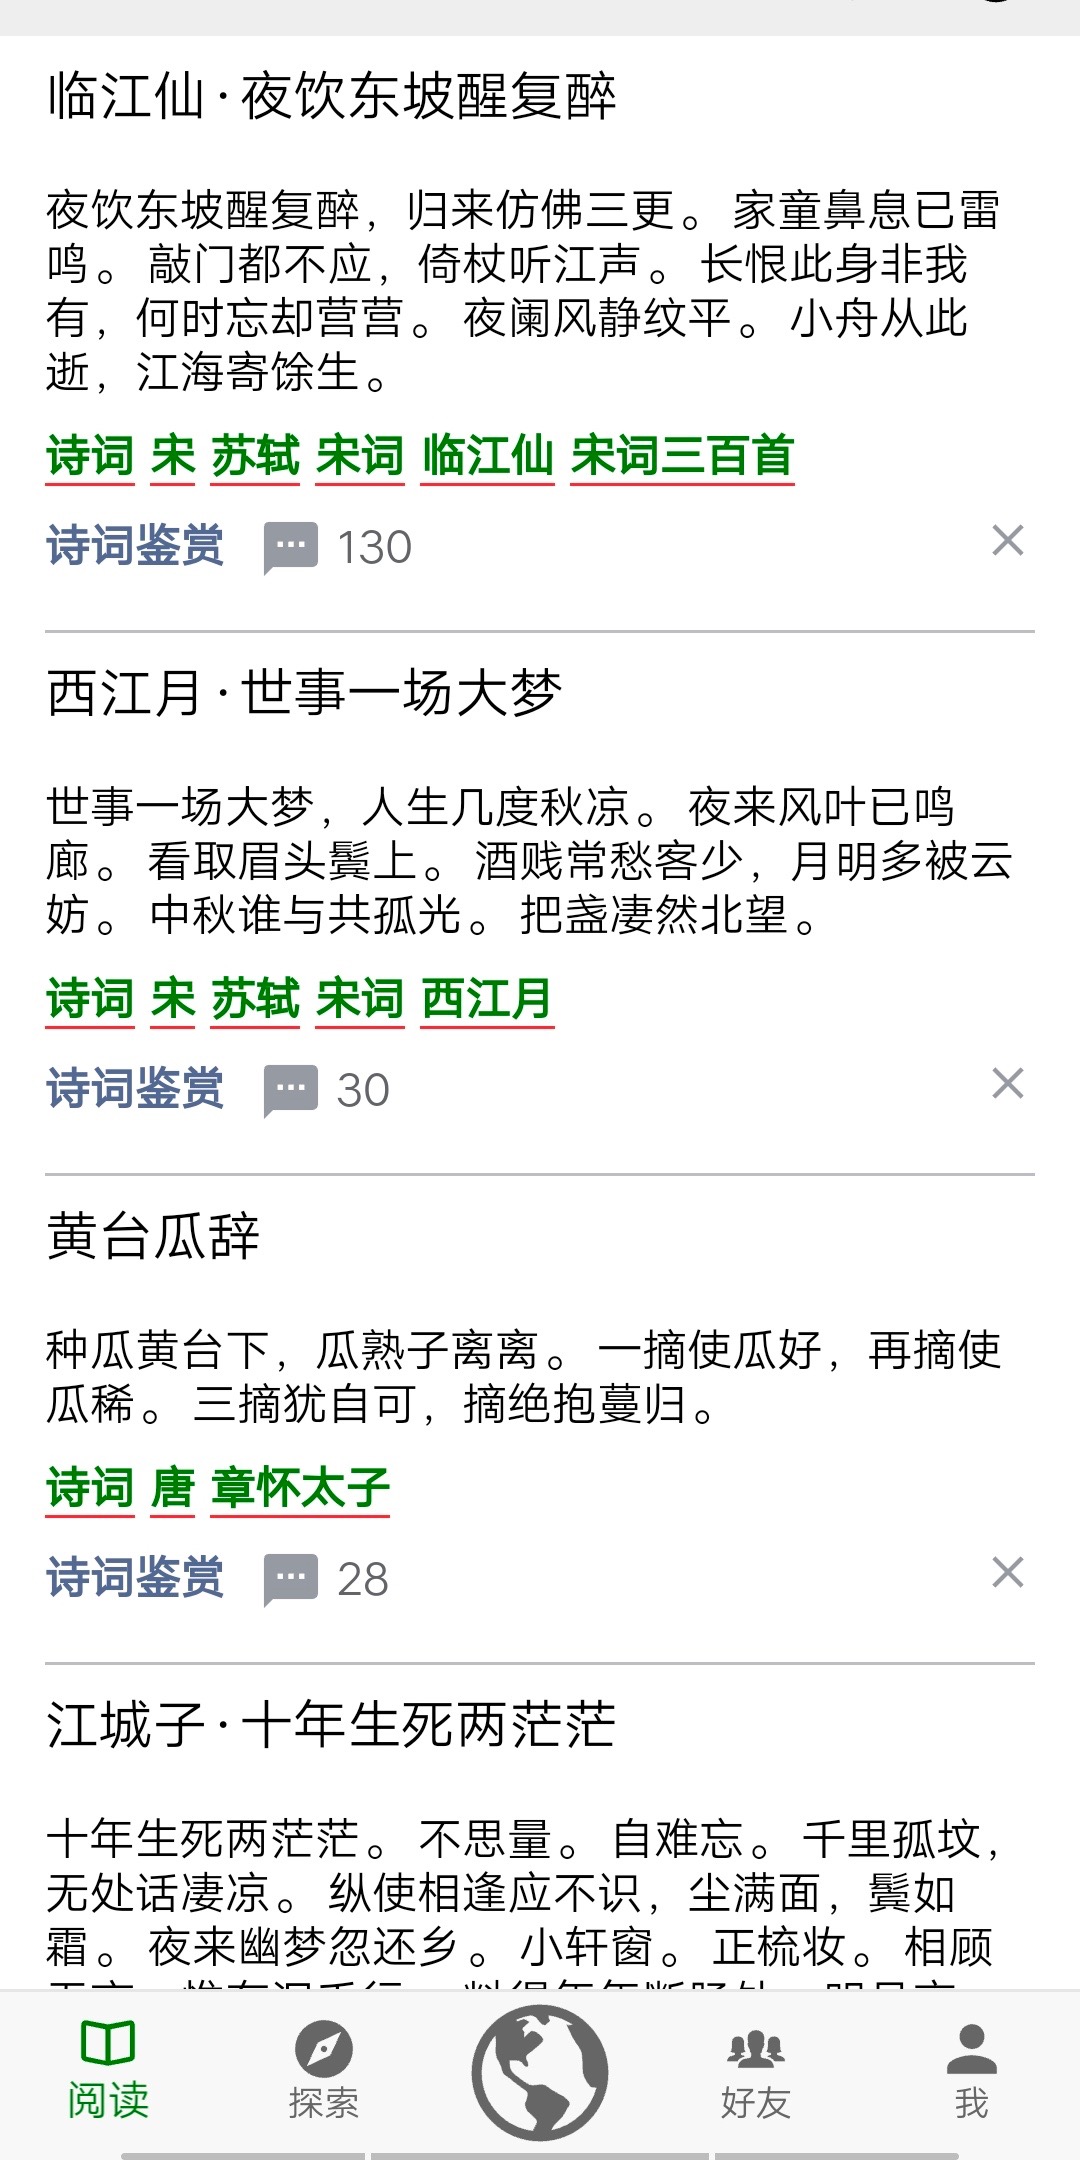 临江仙·夜饮东坡醒复醉
夜饮东坡醒复醉，归来仿佛三更。 家童鼻息已雷
鸣。 敲门都不应，倚杖听江声。 长恨此身非我
有，何时忘却营营。 夜阑风静纹平。 小舟从此
逝，江海寄馀生。
诗词 宋 苏轼 宋词 临江仙 宋词三百首
诗词鉴赏 130
西江月·世事一场大梦
世事一场大梦，人生几度秋凉。 夜来风叶已鸣
廊。 看取眉头鬓上。 酒贱常愁客少，月明多被云
妨。 中秋谁与共孤光。 把盏凄然北望。
诗词 宋 苏轼 宋词 西江月
诗词鉴赏 30
黄台瓜辞
种瓜黄台下，瓜熟子离离。 一摘使瓜好，再摘使
瓜稀。 三摘犹自可，摘绝抱蔓归。
诗词 唐 章怀太子
诗词鉴赏 28
江城子·十年生死两茫茫
十年生死两茫茫。 不思量。 自难忘。 千里孤坟，
无处话凄凉。 纵使相逢应不识，尘满面，鬓如
霜。 夜来幽梦忽还乡。 小轩窗。 正梳妆。 相顾
阅读 探索 好友 我